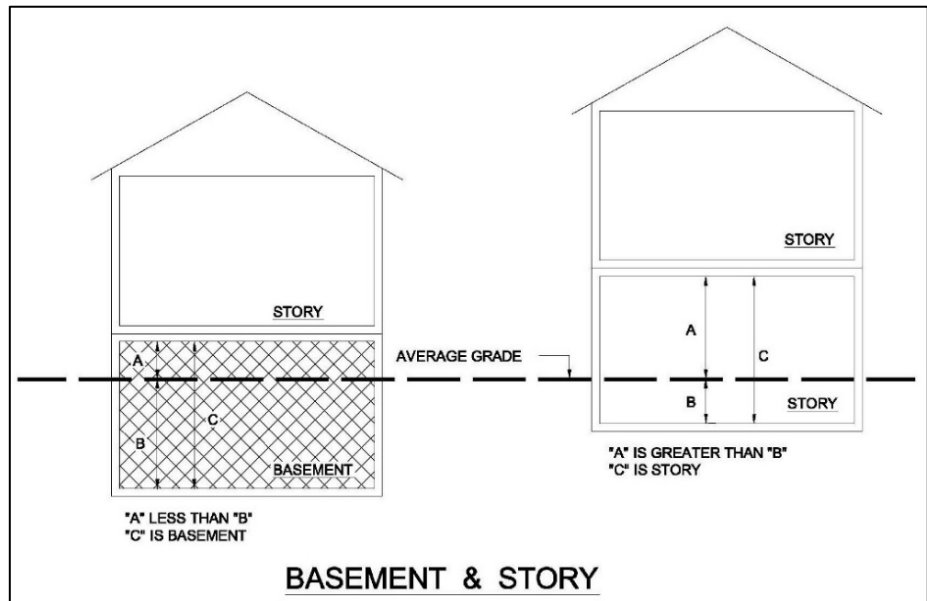 STORY
A
B
C
BASEMENT
"A" LESS THAN "B"
"C" IS BASEMENT
AVERAGE GRADE
STORY
A
C
B
STORY
"A" IS GREATER THAN "B"
"C" IS STORY
BASEMENT & STORY